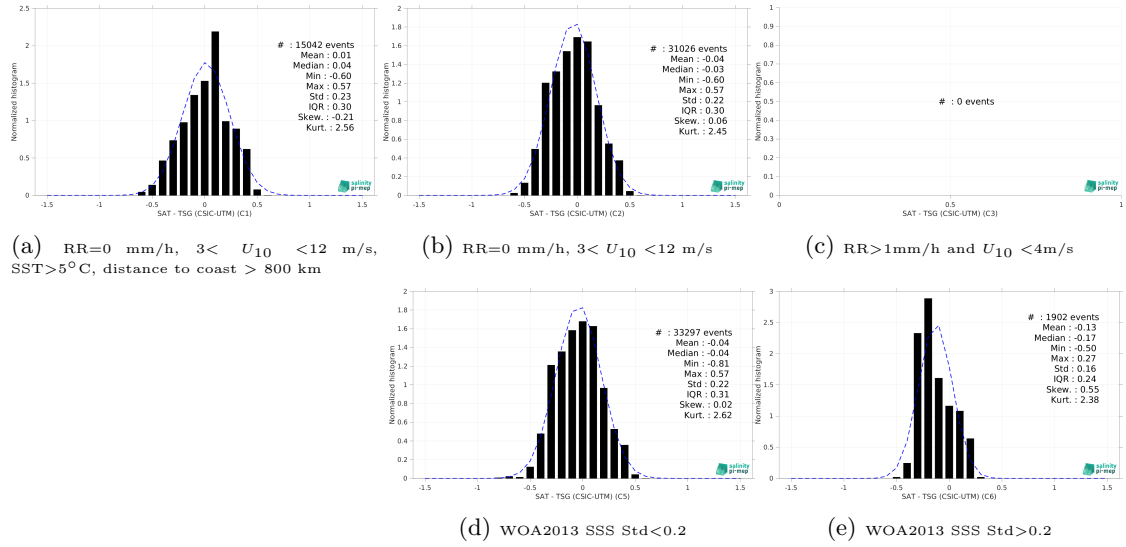 2.5
2
1.5
1
0.5
0
Normalized histogram
# : 15042 events
Mean : 0.01
Median : 0.04
Min : -0.60
Max : 0.57
Std : 0.23
IQR : 0.30
Skew. : -0.21
Kurt. : 2.56
salinity
pi-mep
-1.5 -1 -0.5 0 0.5 1 1.5
SAT - TSG (CSIC-UTM) (C1)
(a) RR=0 mm/h, 3< U10 <12 m/s,
SST>5°C, distance to coast > 800 km
2
1.8
1.6
1.4
1.2
1
0.8
0.6
0.4
0.2
0
Normalized histogram
# : 31026 events
Mean : -0.04
Median : -0.03
Min : -0.60
Max : 0.57
Std : 0.22
IQR : 0.30
Skew. : 0.06
Kurt. : 2.45
salinity
pi-mep
-1.5 -1 -0.5 0 0.5 1 1.5
SAT - TSG (CSIC-UTM) (C2)
(b) RR=0 mm/h, 3< U10 <12 m/s
1
0.9
0.8
0.7
0.6
0.5
0.4
0.3
0.2
0.1
0
Normalized histogram
# : 0 events
salinity
pi-mep
0 0.5 1
SAT - TSG (CSIC-UTM) (C3)
(c) RR>1mm/h and U10 <4m/s
2
1.8
1.6
1.4
1.2
1
0.8
0.6
0.4
0.2
0
Normalized histogram
# : 33297 events
Mean : -0.04
Median : -0.04
Min : -0.81
Max : 0.57
Std : 0.22
IQR : 0.31
Skew. : 0.02
Kurt. : 2.62
salinity
pi-mep
-1.5 -1 -0.5 0 0.5 1 1.5
SAT - TSG (CSIC-UTM) (C5)
(d) WOA2013 SSS Std<0.2
3
2.5
2
1.5
1
0.5
0
Normalized histogram
# : 1902 events
Mean : -0.13
Median : -0.17
Min : -0.50
Max : 0.27
Std : 0.16
IQR : 0.24
Skew. : 0.55
Kurt. : 2.38
salinity
pi-mep
-1.5 -1 -0.5 0 0.5 1 1.5
SAT - TSG (CSIC-UTM) (C6)
(e) WOA2013 SSS Std>0.2